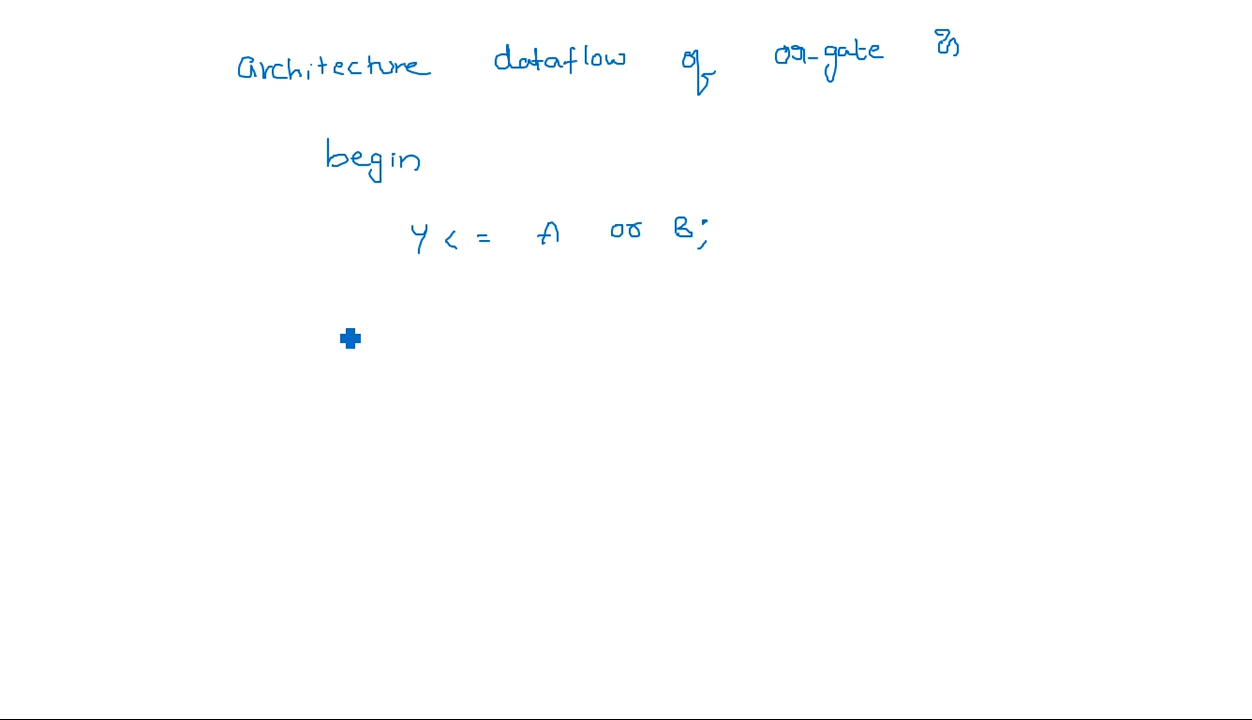 architecture dataflow of or-gate is
begin
Y <= A or B;